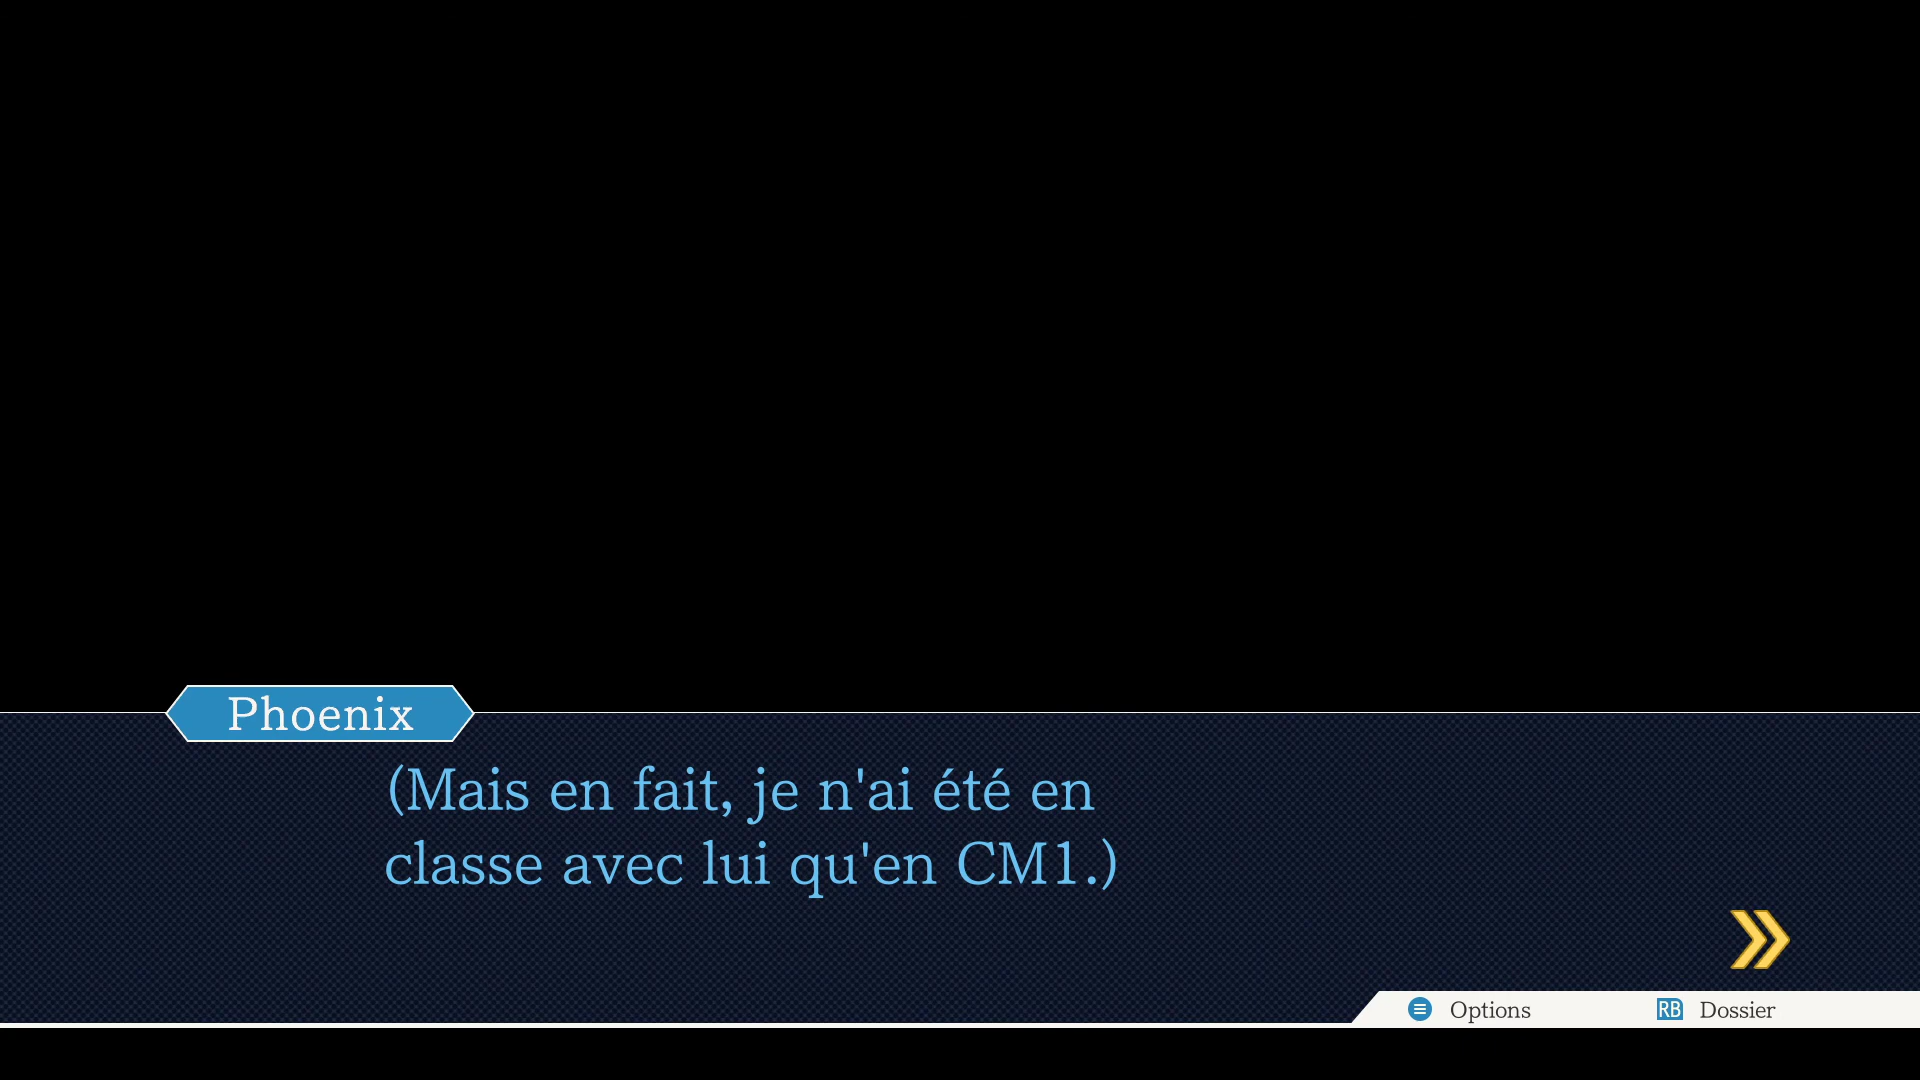 Phoenix
(Mais en fait, je n'ai été en
classe avec lui qu'en CM1.)
Options
RB Dossier